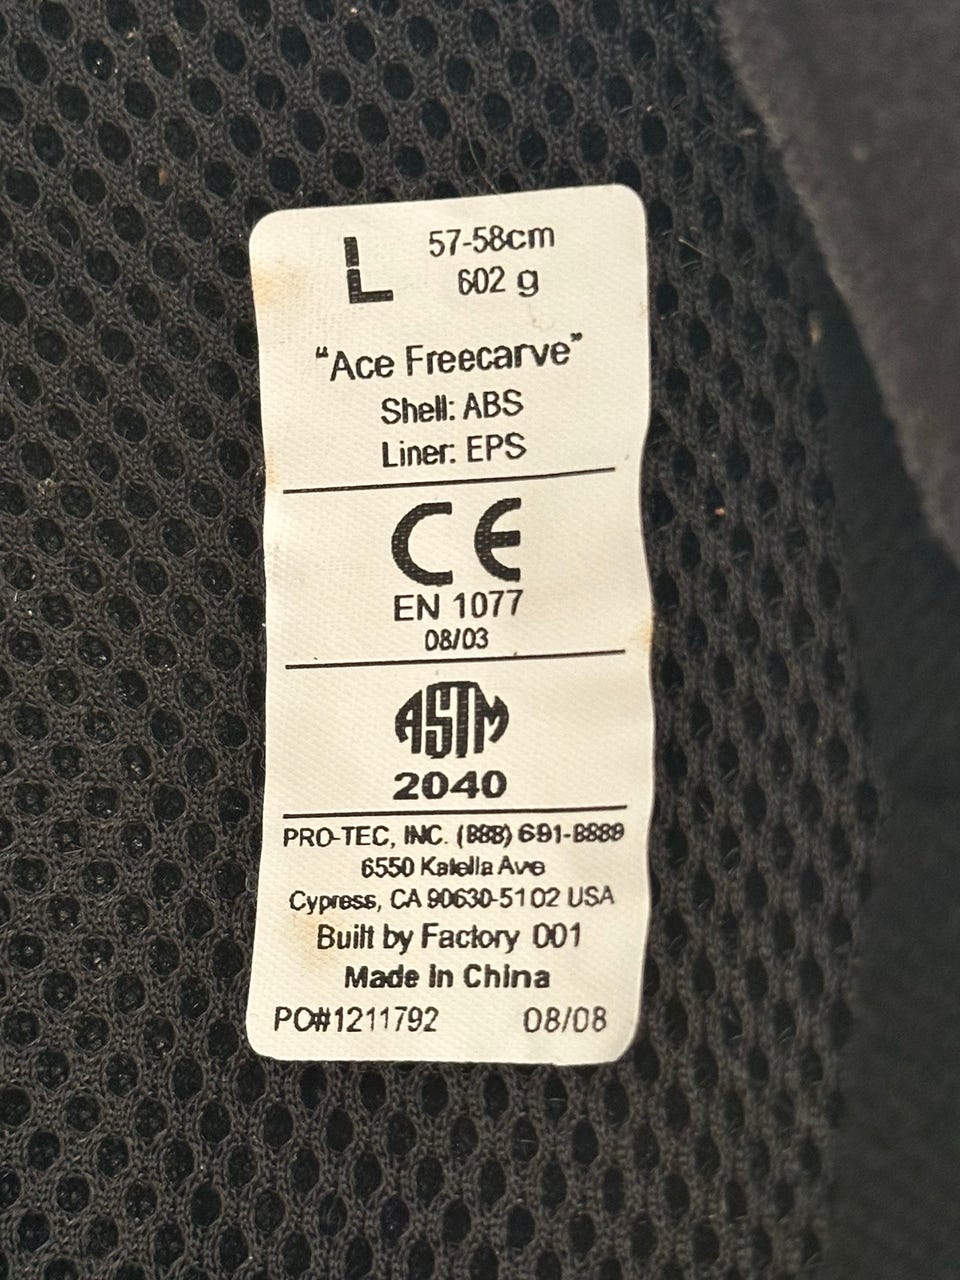 L 57-58cm
602 g
"Ace Freecarve"
Shell: ABS
Liner: EPS
CE
EN 1077
08/03
ASTM
2040
PRO-TEC, INC. (888) 691-8889
6550 Katella Ave
Cypress, CA 90630-5102 USA
Built by Factory 001
Made in China
PO#1211792 08/08